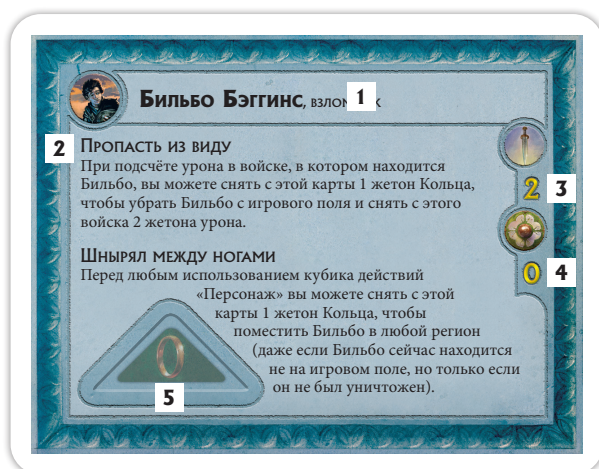 Бильбо Бэггинс, 1
2 Пропасть из виду
При подсчёте урона в войске, в котором находится
Бильбо, вы можете снять с этой карты 1 жетон Кольца,
чтобы убрать Бильбо с игрового поля и снять с этого
войска 2 жетона урона.
2 3
Шнырял между ногами
Перед любым использованием кубика действий
0 4
«Персонаж» вы можете снять с этой
карты 1 жетон Кольца, чтобы
поместить Бильбо в любой регион
(даже если Бильбо сейчас находится
не на игровом поле, но только если
он не был уничтожен).
5